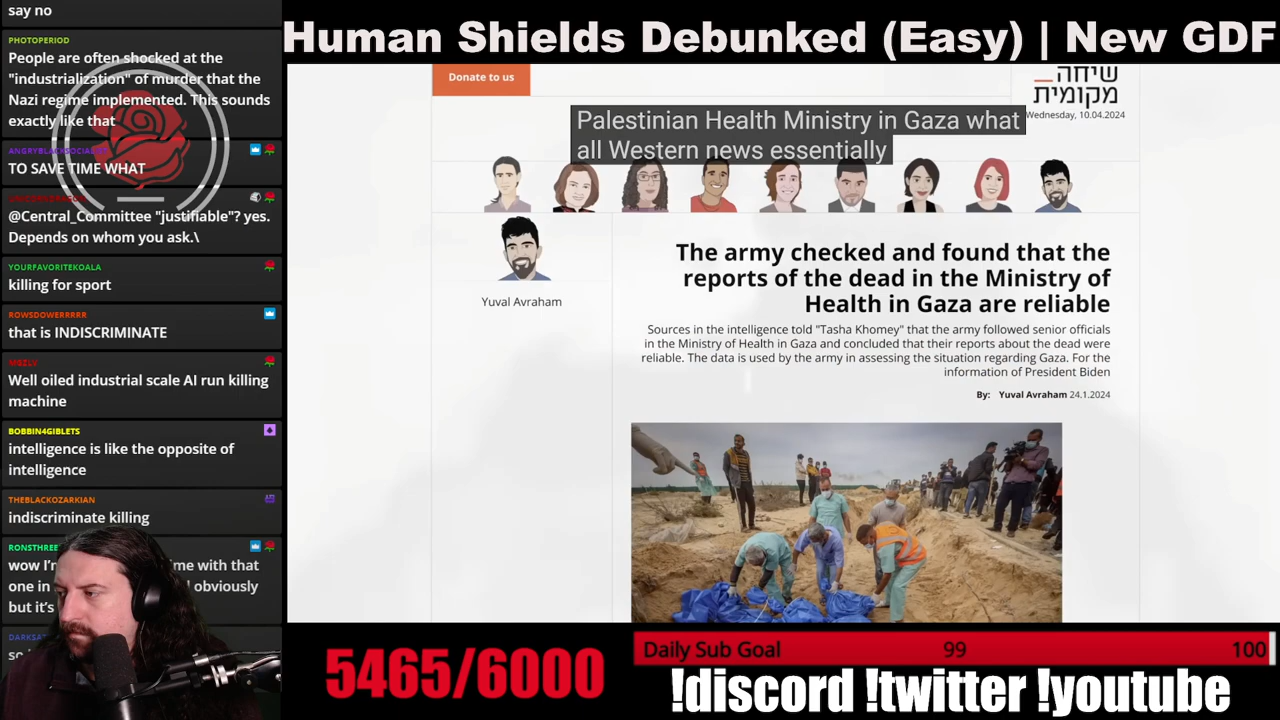 say no
PHOTOPERIOD
People are often shocked at the
"industrialization" of murder that the
Nazi regime implemented. This sounds
exactly like that
TO SAVE TIME WHAT
@Central_Committee "justifiable"? yes.
Depends on whom you ask.\
YOURFAVORITEKOALA
killing for sport
ROWSDOWERRRRR
that is INDISCRIMINATE
Well oiled industrial scale AI run killing
machine
BOBBIN4GIBLETS
intelligence is like the opposite of
intelligence
THEBLACKOZARKIAN
indiscriminate killing
RONSTHREE
wow I'm
me with that
one in
obviously
but it's
Human Shields Debunked (Easy) | New GDF
Donate to us
שיחה
מקומית
Wednesday, 10.04.2024
Palestinian Health Ministry in Gaza what
all Western news essentially
Yuval Avraham
The army checked and found that the
reports of the dead in the Ministry of
Health in Gaza are reliable
Sources in the intelligence told "Tasha Khomey" that the army followed senior officials
in the Ministry of Health in Gaza and concluded that their reports about the dead were
reliable. The data is used by the army in assessing the situation regarding Gaza. For the
information of President Biden
By: Yuval Avraham 24.1.2024
5465/6000
Daily Sub Goal 99 100
!discord !twitter !youtube